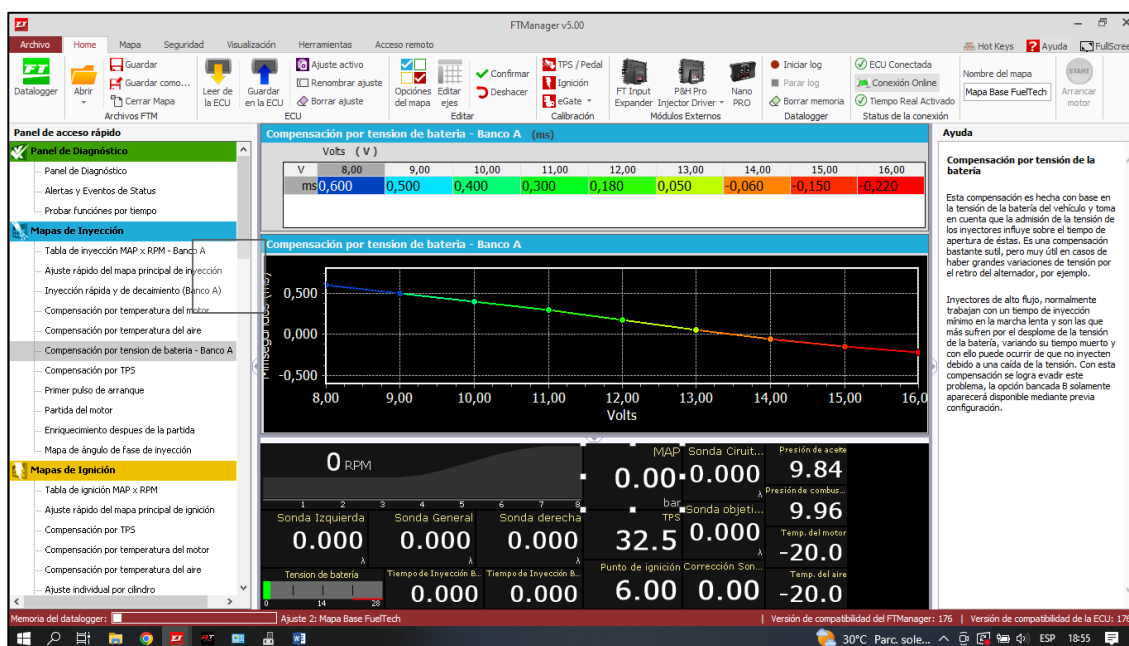 FTManager v5.00
Archivo Home Mapa Seguridad Visualización Herramientas Acceso remoto Hot Keys Ayuda FullScree
Datalogger
Abrir
Guardar
Guardar como...
Cerrar Mapa
Archivos FTM
Leer de la ECU
Guardar en la ECU
Ajuste activo
Renombrar ajuste
Borrar ajuste
ECU
Opciónes del mapa
Editar ejes
Confirmar
Deshacer
Editar
TPS / Pedal
Ignición
eGate
Calibración
FT Input Expander
P&H Pro Injector Driver
Nano PRO
Módulos Externos
Iniciar log
Parar log
Borrar memoria
Datalogger
ECU Conectada
Conexión Online
Tiempo Real Activado
Status de la conexión
Nombre del mapa
Mapa Base FuelTech
START
Arrancar motor
Panel de acceso rápido
Panel de Diagnóstico
Panel de Diagnóstico
Alertas y Eventos de Status
Probar funciónes por tiempo
Mapas de Inyección
Tabla de inyección MAP x RPM - Banco A
Ajuste rápido del mapa principal de inyección
Inyección rápida y de decaimiento (Banco A)
Compensación por temperatura del motor
Compensación por temperatura del aire
Compensación por tension de bateria - Banco A
Compensación por TPS
Primer pulso de arranque
Partida del motor
Enriquecimiento despues de la partida
Mapa de ángulo de fase de inyección
Mapas de Ignición
Tabla de ignición MAP x RPM
Ajuste rápido del mapa principal de ignición
Compensación por TPS
Compensación por temperatura del motor
Compensación por temperatura del aire
Ajuste individual por cilindro
Compensación por tension de bateria - Banco A (ms)
Volts ( V )
V 8,00 9,00 10,00 11,00 12,00 13,00 14,00 15,00 16,00
ms 0,600 0,500 0,400 0,300 0,180 0,050 -0,060 -0,150 -0,220
Compensación por tension de bateria - Banco A
Milisegundos (ms)
0,500
0,000
-0,500
8,00 9,00 10,00 11,00 12,00 13,00 14,00 15,00 16,0
Volts
0 RPM
1 2 3 4 5 6 7 8
MAP
0.00
bar
Sonda Ciruit...
0.000
λ
Presión de aceite
9.84
Presión de combus...
9.96
Sonda Izquierda
0.000
λ
Sonda General
0.000
λ
Sonda derecha
0.000
λ
TPS
32.5
Sonda objeti...
0.000
λ
Temp. del motor
-20.0
Tension de batería
0 14 28
Tiempo de Inyección B...
0.000
Tiempo de Inyección B...
0.000
Punto de ignición
6.00
Corrección Son...
0.00
Temp. del aire
-20.0
Ayuda
Compensación por tensión de la
batería
Esta compensación es hecha con base en
la tensión de la batería del vehículo y toma
en cuenta que la admisión de la tensión de
los inyectores influye sobre el tiempo de
apertura de éstas. Es una compensación
bastante sutil, pero muy útil en casos de
haber grandes variaciones de tensión por
el retiro del alternador, por ejemplo.
Inyectores de alto flujo, normalmente
trabajan con un tiempo de inyección
mínimo en la marcha lenta y son las que
más sufren por el desplome de la tensión
de la batería, variando su tiempo muerto y
con ello puede ocurrir de que no inyecten
debido a una caída de la tensión. Con esta
compensación se logra evadir este
problema, la opción bancada B solamente
aparecerá disponible mediante previa
configuración.
Memoria del datalogger: Ajuste 2: Mapa Base FuelTech | Versión de compatibilidad del FTManager: 176 | Versión de compatibilidad de la ECU: 176
30°C Parc. sole... ESP 18:55